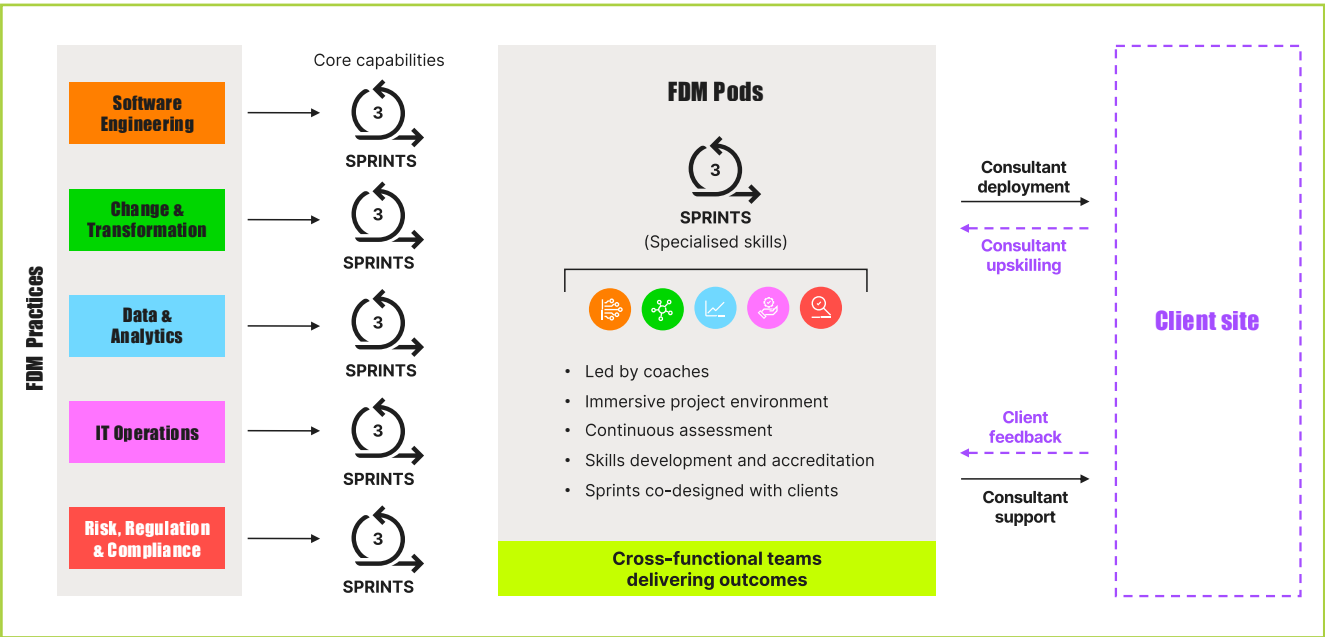 FDM Practices
Software
Engineering
Change &
Transformation
Data &
Analytics
IT Operations
Risk, Regulation
& Compliance
Core capabilities
3
SPRINTS
3
SPRINTS
3
SPRINTS
3
SPRINTS
3
SPRINTS
FDM Pods
3
SPRINTS
(Specialised skills)
• Led by coaches
• Immersive project environment
• Continuous assessment
• Skills development and accreditation
• Sprints co-designed with clients
Cross-functional teams
delivering outcomes
Consultant
deployment
Consultant
upskilling
Client
feedback
Consultant
support
Client site